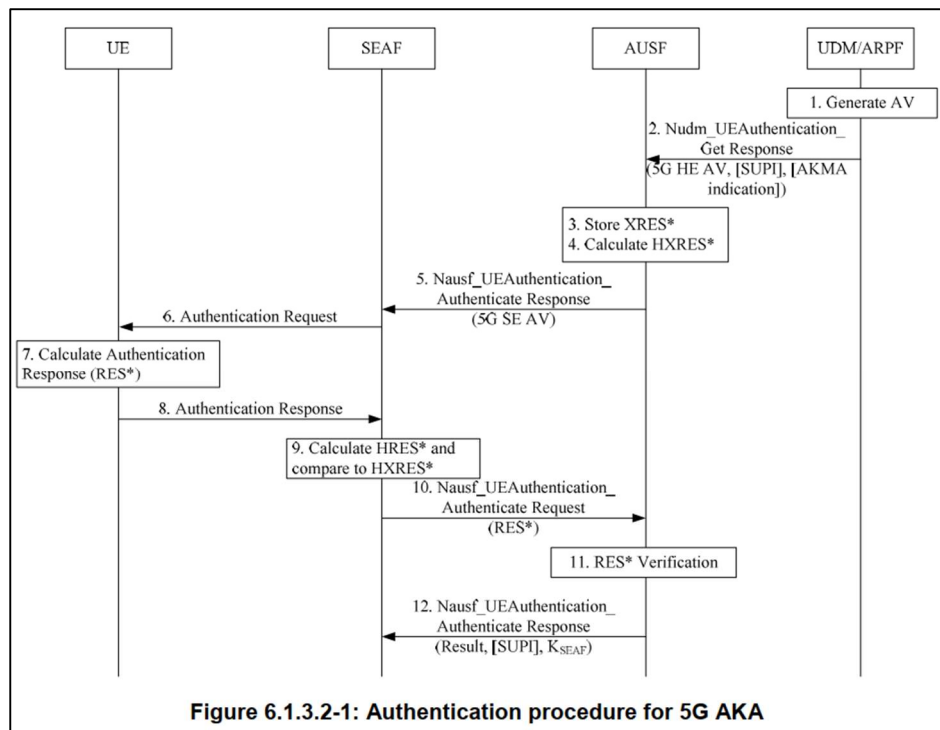 UE
SEAF
AUSF
UDM/ARPF
1. Generate AV
2. Nudm_UEAuthentication_
Get Response
(5G HE AV, [SUPI], [AKMA
indication])
3. Store XRES*
4. Calculate HXRES*
5. Nausf_UEAuthentication_
Authenticate Response
(5G SE AV)
6. Authentication Request
7. Calculate Authentication
Response (RES*)
8. Authentication Response
9. Calculate HRES* and
compare to HXRES*
10. Nausf_UEAuthentication_
Authenticate Request
(RES*)
11. RES* Verification
12. Nausf_UEAuthentication_
Authenticate Response
(Result, [SUPI], KSEAF)
Figure 6.1.3.2-1: Authentication procedure for 5G AKA